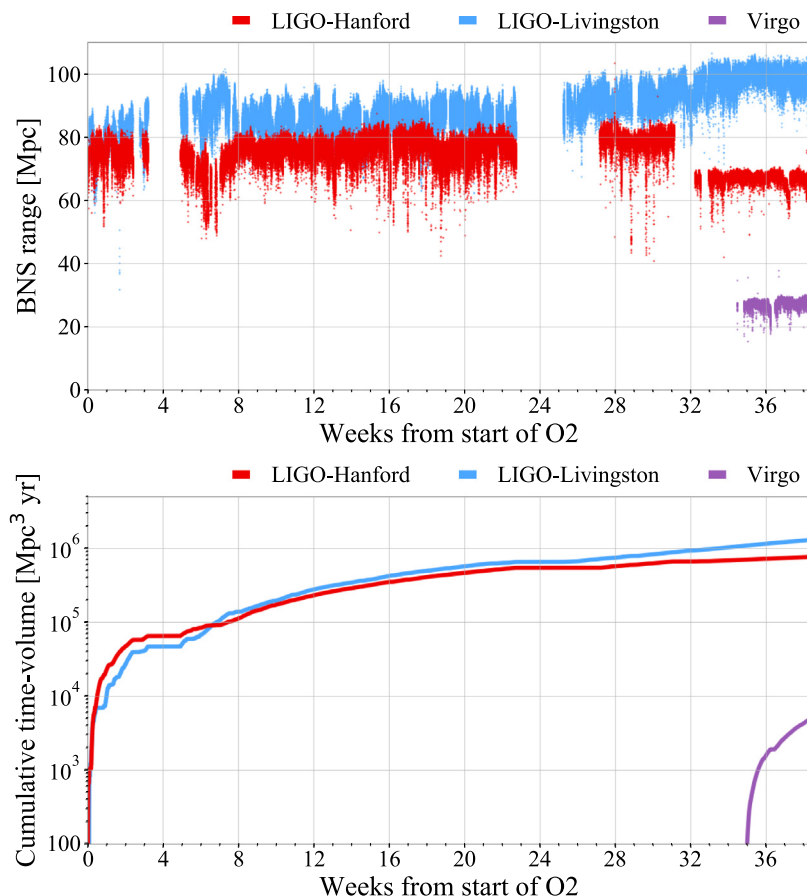 LIGO-Hanford LIGO-Livingston Virgo
BNS range [Mpc]
100
80
60
40
20
0
0 4 8 12 16 20 24 28 32 36
Weeks from start of O2
LIGO-Hanford LIGO-Livingston Virgo
Cumulative time-volume [Mpc³ yr]
10⁶
10⁵
10⁴
10³
100
0 4 8 12 16 20 24 28 32 36
Weeks from start of O2